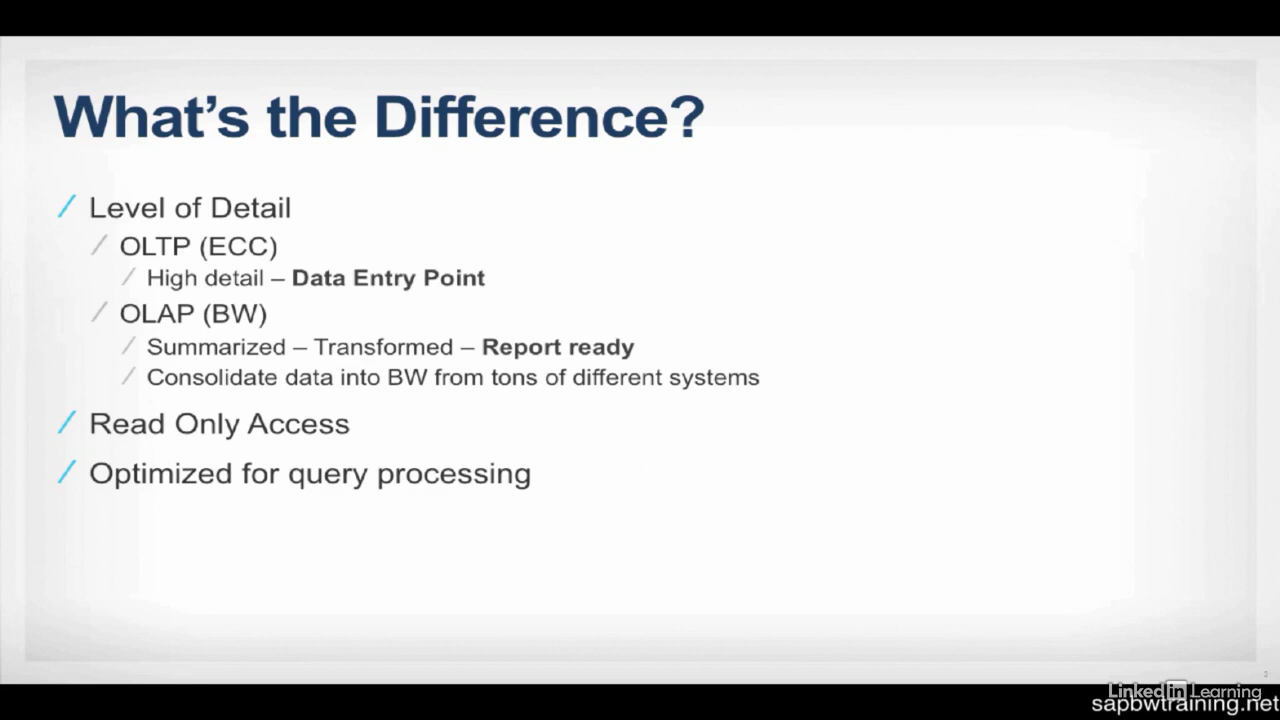 What's the Difference?
Level of Detail
OLTP (ECC)
High detail – Data Entry Point
OLAP (BW)
Summarized – Transformed – Report ready
Consolidate data into BW from tons of different systems
Read Only Access
Optimized for query processing
Linked in Learning
sapbwtraining.net